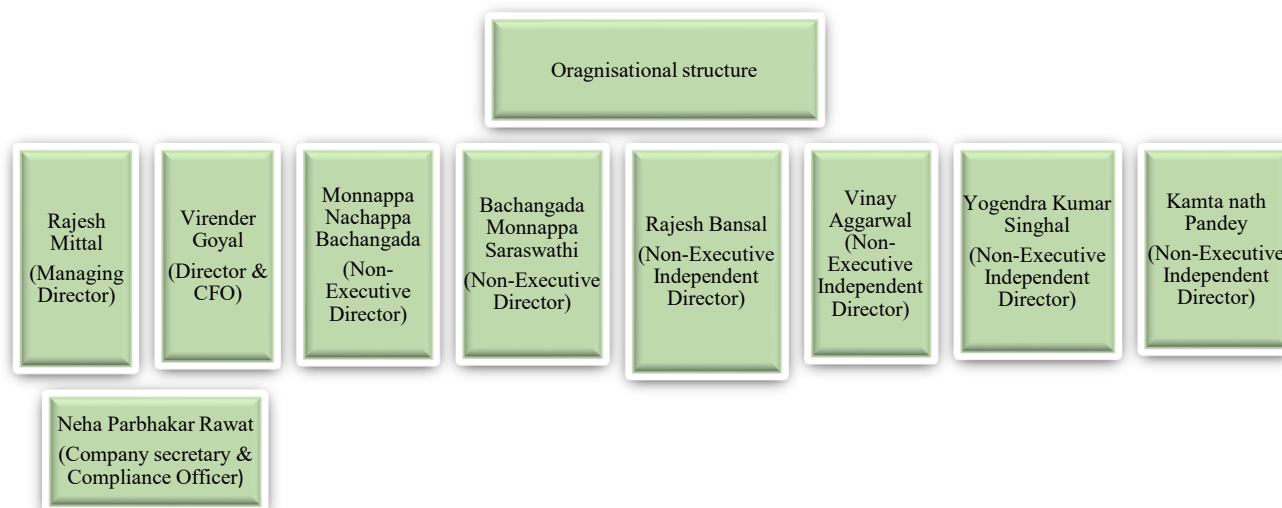 Oragnisational structure
Rajesh
Mittal
(Managing
Director)
Virender
Goyal
(Director &
CFO)
Monnappa
Nachappa
Bachangada
(Non-
Executive
Director)
Bachangada
Monnappa
Saraswathi
(Non-Executive
Director)
Rajesh Bansal
(Non-Executive
Independent
Director)
Vinay
Aggarwal
(Non-
Executive
Independent
Director)
Yogendra Kumar
Singhal
(Non-Executive
Independent
Director)
Kamta nath
Pandey
(Non-Executive
Independent
Director)
Neha Parbhakar Rawat
(Company secretary &
Compliance Officer)